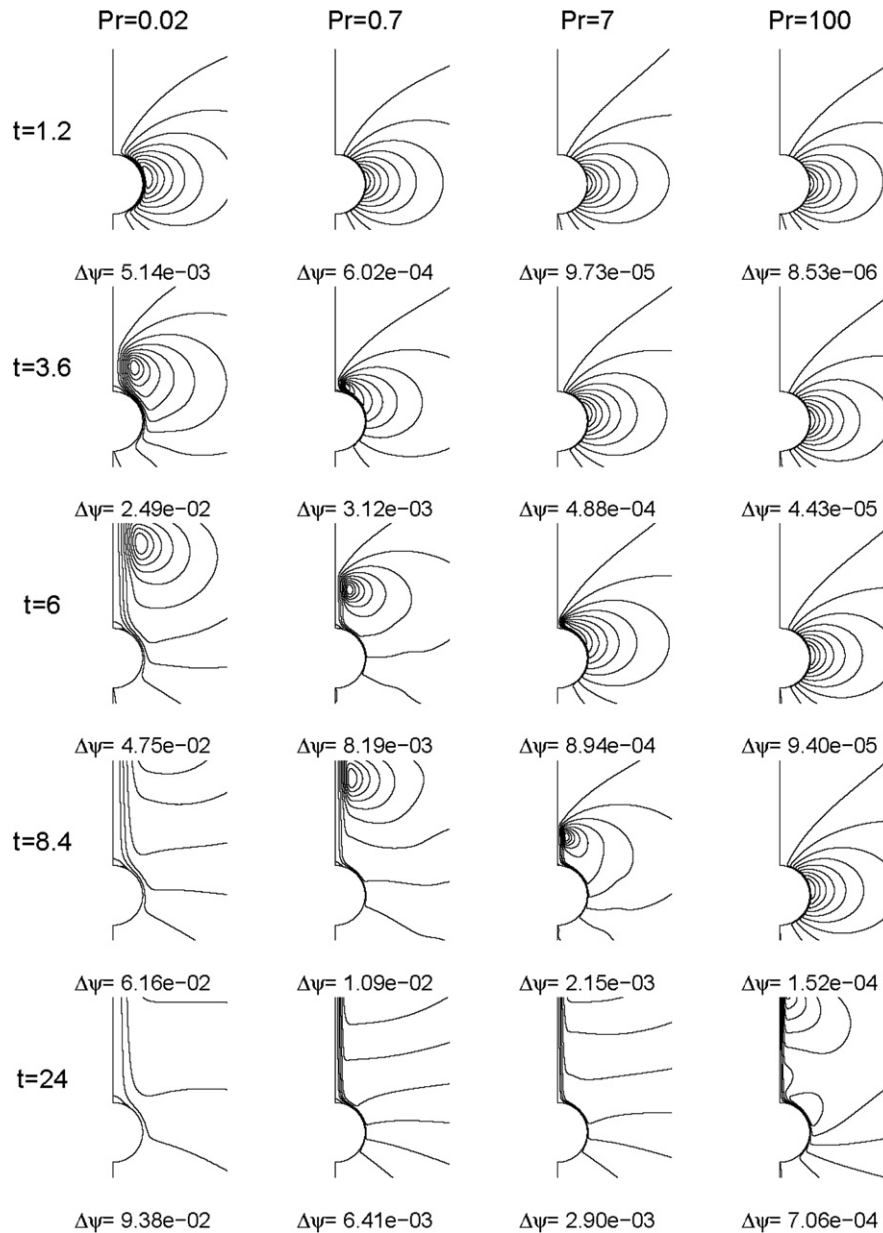 Pr=0.02 Pr=0.7 Pr=7 Pr=100
t=1.2
Δψ= 5.14e−03 Δψ= 6.02e−04 Δψ= 9.73e−05 Δψ= 8.53e−06
t=3.6
Δψ= 2.49e−02 Δψ= 3.12e−03 Δψ= 4.88e−04 Δψ= 4.43e−05
t=6
Δψ= 4.75e−02 Δψ= 8.19e−03 Δψ= 8.94e−04 Δψ= 9.40e−05
t=8.4
Δψ= 6.16e−02 Δψ= 1.09e−02 Δψ= 2.15e−03 Δψ= 1.52e−04
t=24
Δψ= 9.38e−02 Δψ= 6.41e−03 Δψ= 2.90e−03 Δψ= 7.06e−04